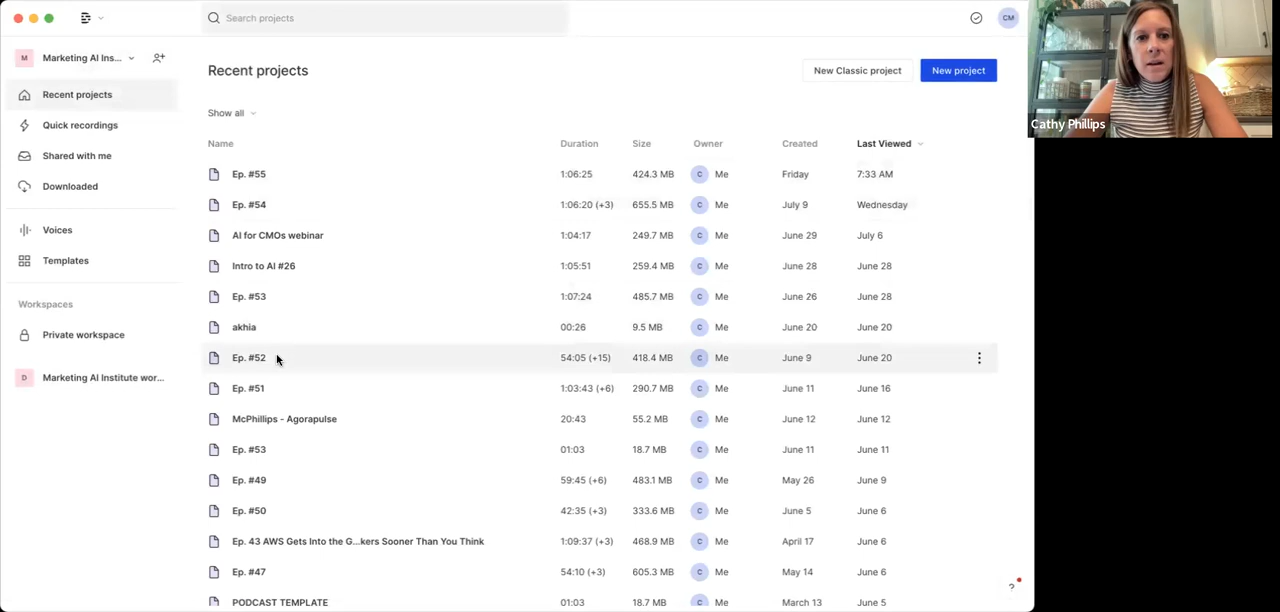 Search projects
CM
M Marketing AI Ins...
Recent projects
Quick recordings
Shared with me
Downloaded
Voices
Templates
Workspaces
Private workspace
D Marketing AI Institute wor...
Recent projects
New Classic project
New project
Show all
Name Duration Size Owner Created Last Viewed
Ep. #55 1:06:25 424.3 MB C Me Friday 7:33 AM
Ep. #54 1:06:20 (+3) 655.5 MB C Me July 9 Wednesday
AI for CMOs webinar 1:04:17 249.7 MB C Me June 29 July 6
Intro to AI #26 1:05:51 259.4 MB C Me June 28 June 28
Ep. #53 1:07:24 485.7 MB C Me June 26 June 28
akhia 00:26 9.5 MB C Me June 20 June 20
Ep. #52 54:05 (+15) 418.4 MB C Me June 9 June 20
Ep. #51 1:03:43 (+6) 290.7 MB C Me June 11 June 16
McPhillips - Agorapulse 20:43 55.2 MB C Me June 12 June 12
Ep. #53 01:03 18.7 MB C Me June 11 June 11
Ep. #49 59:45 (+6) 483.1 MB C Me May 26 June 9
Ep. #50 42:35 (+3) 333.6 MB C Me June 5 June 6
Ep. 43 AWS Gets Into the G...kers Sooner Than You Think 1:09:37 (+3) 468.9 MB C Me April 17 June 6
Ep. #47 54:10 (+3) 605.3 MB C Me May 14 June 6
PODCAST TEMPLATE 01:03 18.7 MB C Me March 13 June 5
?
Cathy Phillips